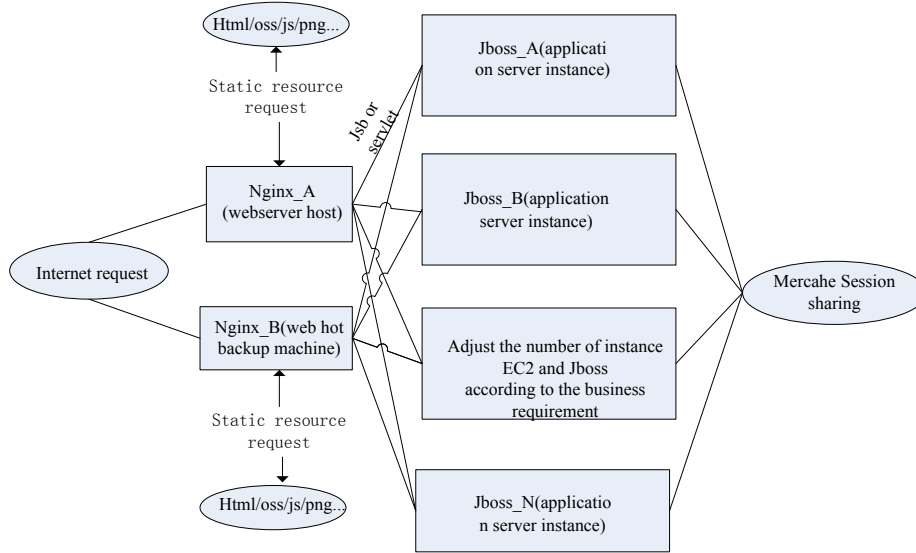 Html/oss/js/png...
Static resource
request
Jsb or
servlet
Jboss_A(applicati
on server instance)
Nginx_A
(webserver host)
Jboss_B(application
server instance)
Internet request
Mercahe Session
sharing
Nginx_B(web hot
backup machine)
Adjust the number of instance
EC2 and Jboss
according to the business
requirement
Static resource
request
Html/oss/js/png...
Jboss_N(applicatio
n server instance)